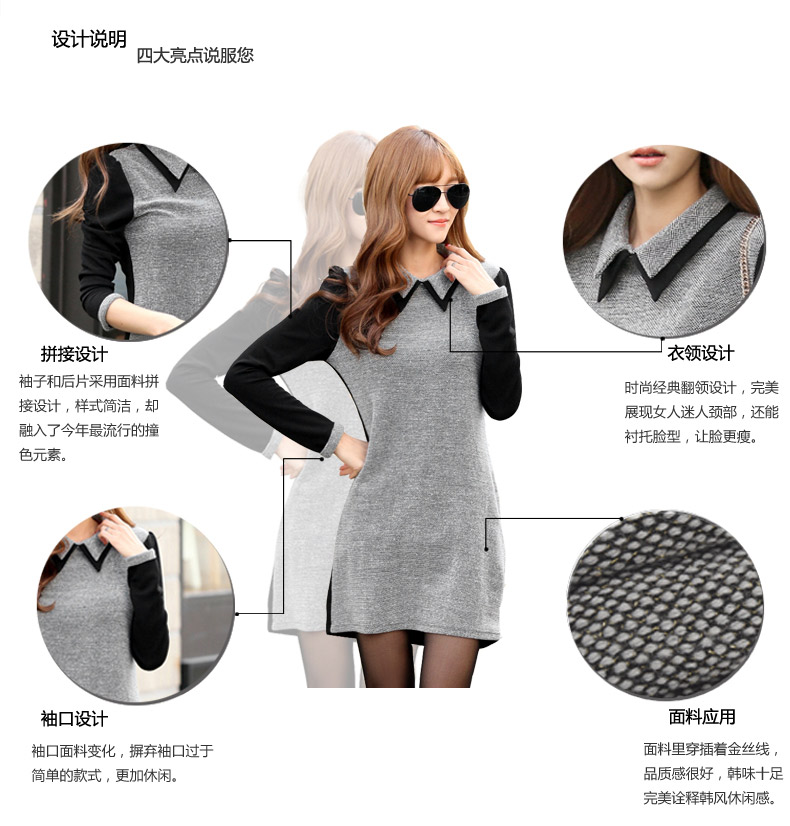 设计说明
四大亮点说服您
拼接设计
袖子和后片采用面料拼
接设计，样式简洁，却
融入了今年最流行的撞
色元素。
衣领设计
时尚经典翻领设计，完美
展现女人迷人颈部，还能
衬托脸型，让脸更瘦。
袖口设计
袖口面料变化，摒弃袖口过于
简单的款式，更加休闲。
面料应用
面料里穿插着金丝线，
品质感很好，韩味十足
完美诠释韩风休闲感。